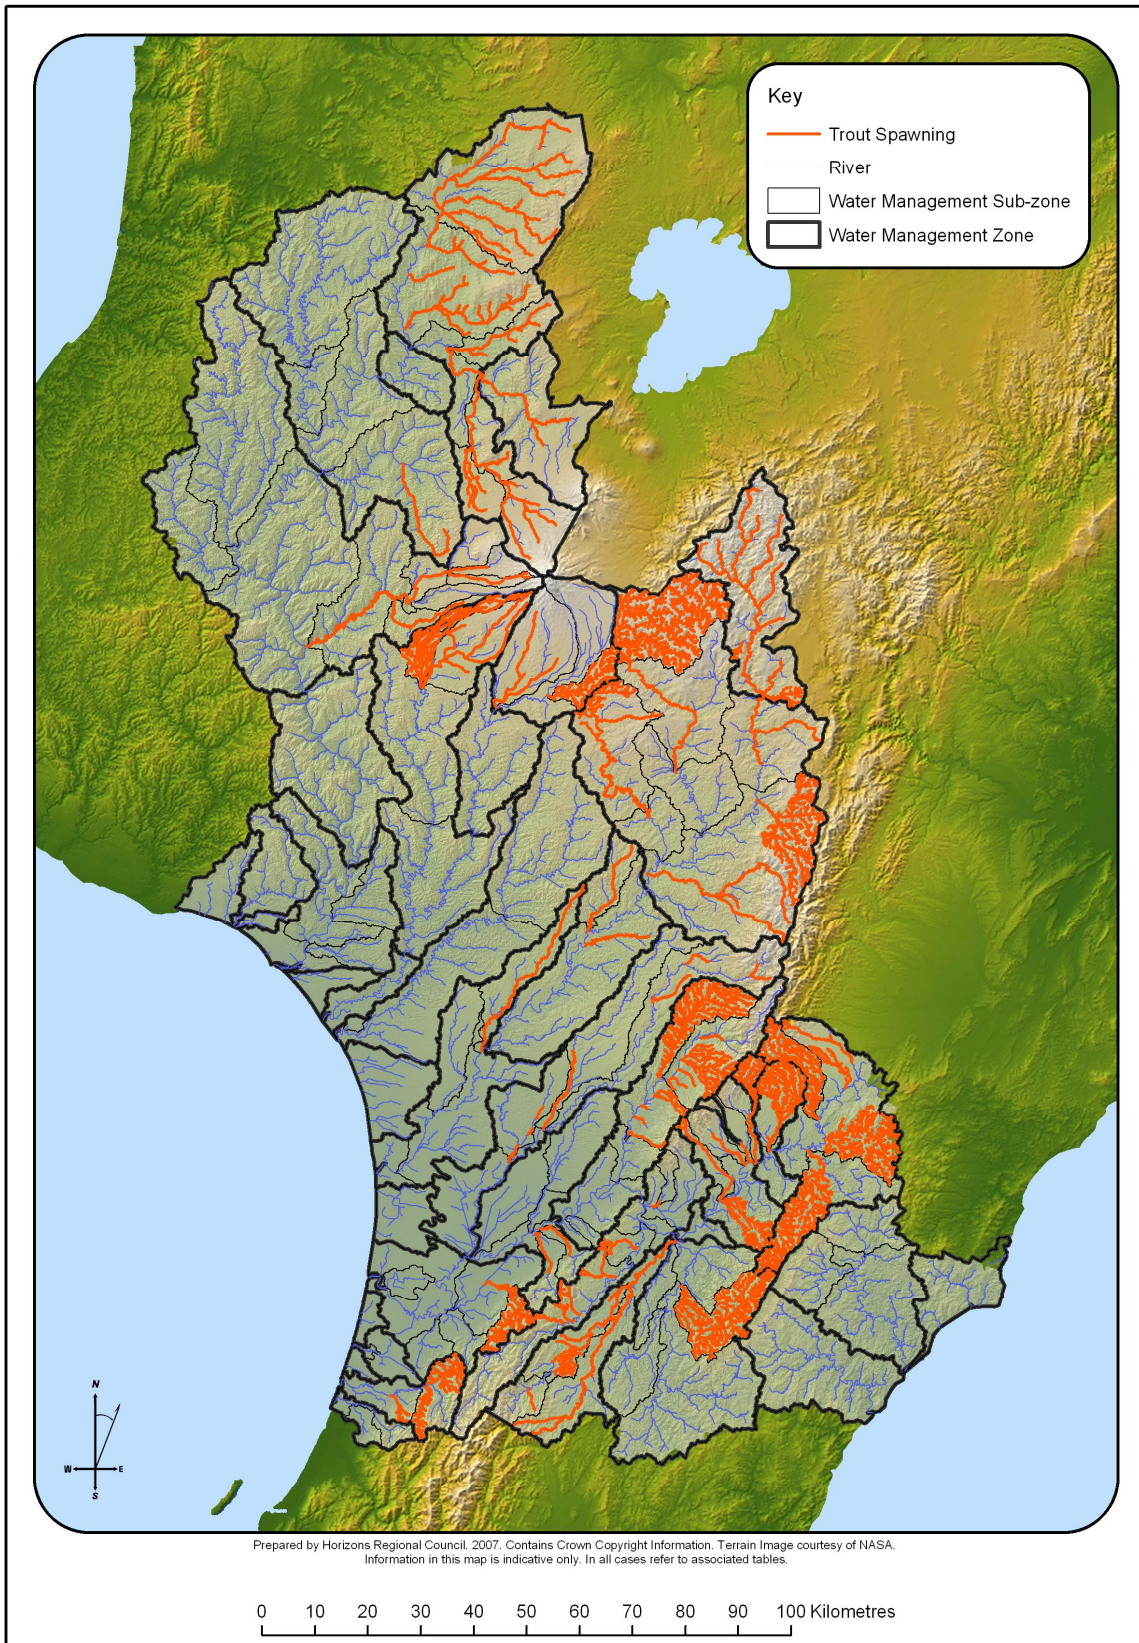 Key
Trout Spawning
River
Water Management Sub-zone
Water Management Zone
N
W E
S
Prepared by Horizons Regional Council. 2007. Contains Crown Copyright Information. Terrain Image courtesy of NASA.
Information in this map is indicative only. In all cases refer to associated tables.
0 10 20 30 40 50 60 70 80 90 100 Kilometres